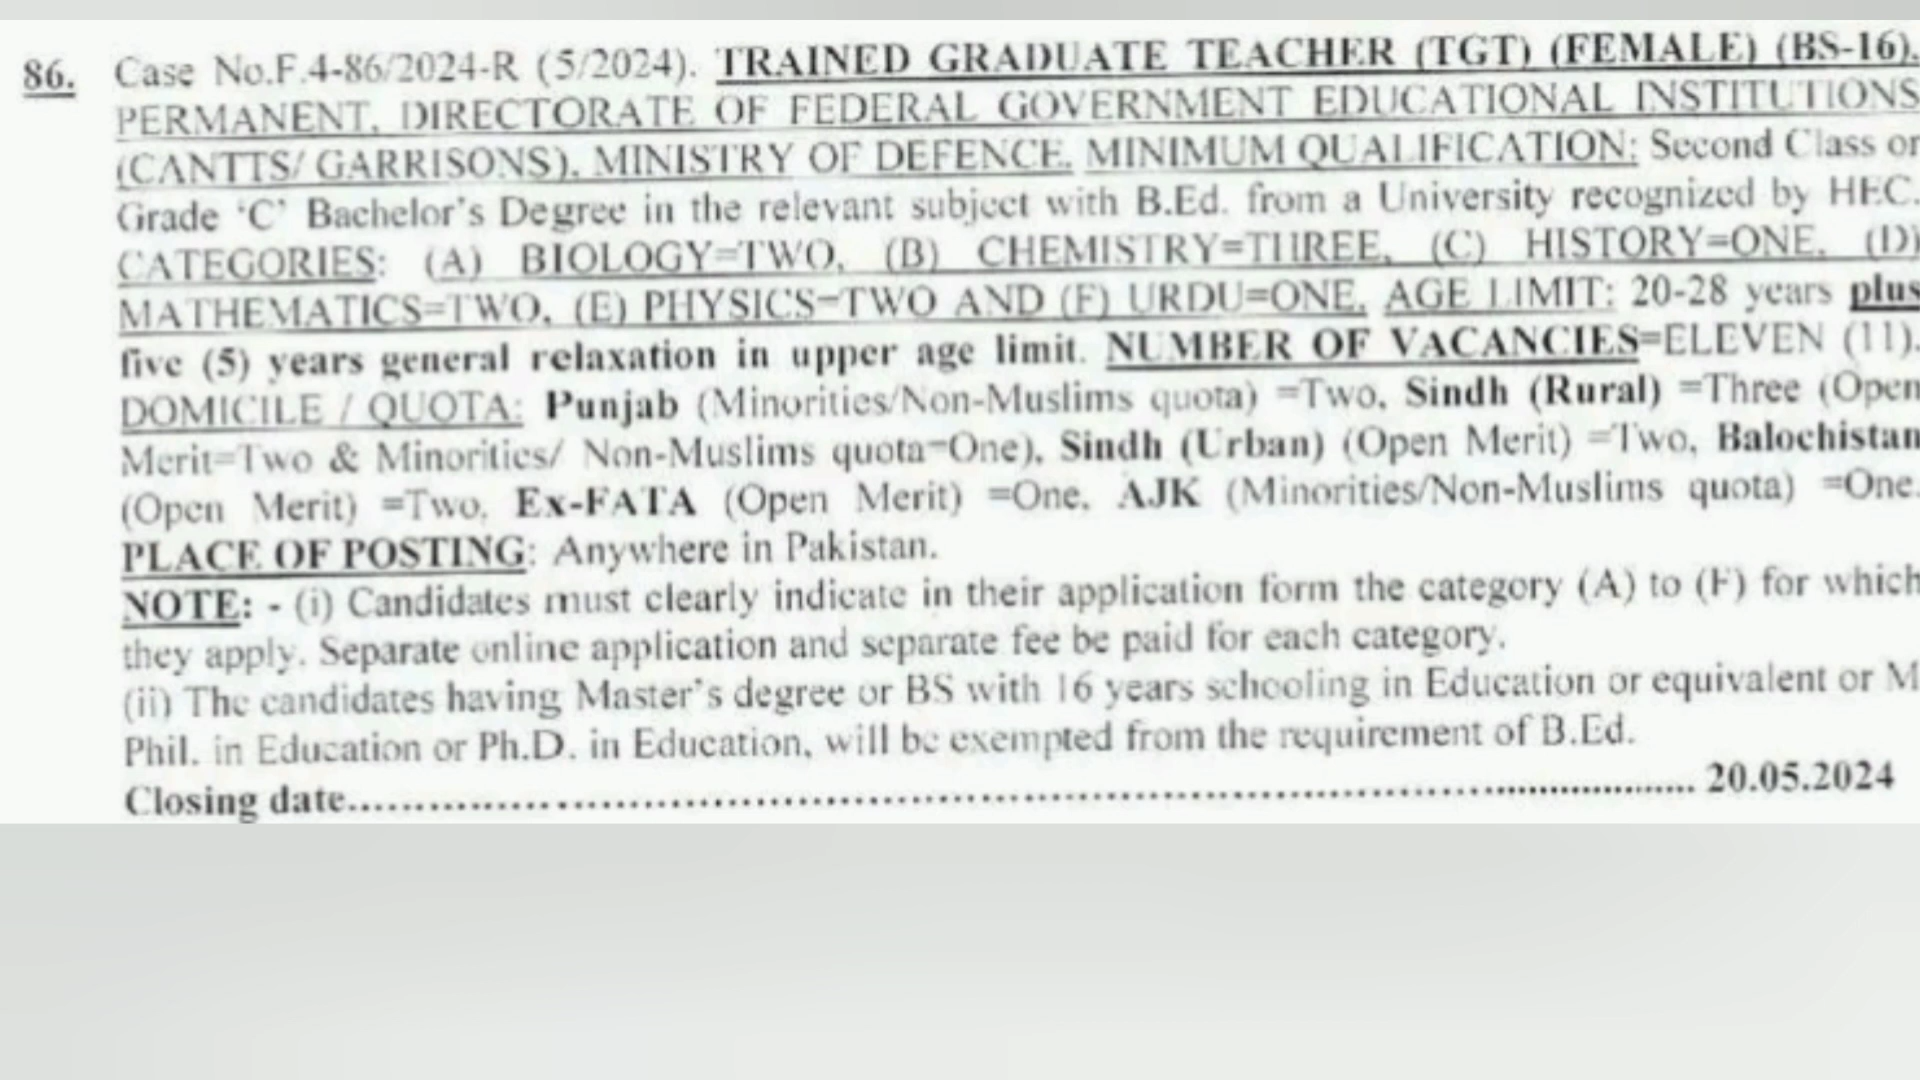 86. Case No.F.4-86/2024-R (5/2024). TRAINED GRADUATE TEACHER (TGT) (FEMALE) (BS-16).
PERMANENT, DIRECTORATE OF FEDERAL GOVERNMENT EDUCATIONAL INSTITUTIONS
(CANTTS/ GARRISONS), MINISTRY OF DEFENCE. MINIMUM QUALIFICATION: Second Class or
Grade ‘C’ Bachelor’s Degree in the relevant subject with B.Ed. from a University recognized by HEC.
CATEGORIES: (A) BIOLOGY=TWO, (B) CHEMISTRY=THREE, (C) HISTORY=ONE, (D)
MATHEMATICS=TWO, (E) PHYSICS=TWO AND (F) URDU=ONE. AGE LIMIT: 20-28 years plus
five (5) years general relaxation in upper age limit. NUMBER OF VACANCIES=ELEVEN (11).
DOMICILE / QUOTA: Punjab (Minorities/Non-Muslims quota) =Two, Sindh (Rural) =Three (Open
Merit=Two & Minorities/ Non-Muslims quota=One), Sindh (Urban) (Open Merit) =Two, Balochistan
(Open Merit) =Two, Ex-FATA (Open Merit) =One, AJK (Minorities/Non-Muslims quota) =One.
PLACE OF POSTING: Anywhere in Pakistan.
NOTE: - (i) Candidates must clearly indicate in their application form the category (A) to (F) for which
they apply. Separate online application and separate fee be paid for each category.
(ii) The candidates having Master’s degree or BS with 16 years schooling in Education or equivalent or M
Phil. in Education or Ph.D. in Education, will be exempted from the requirement of B.Ed.
Closing date.......................................................................................... 20.05.2024